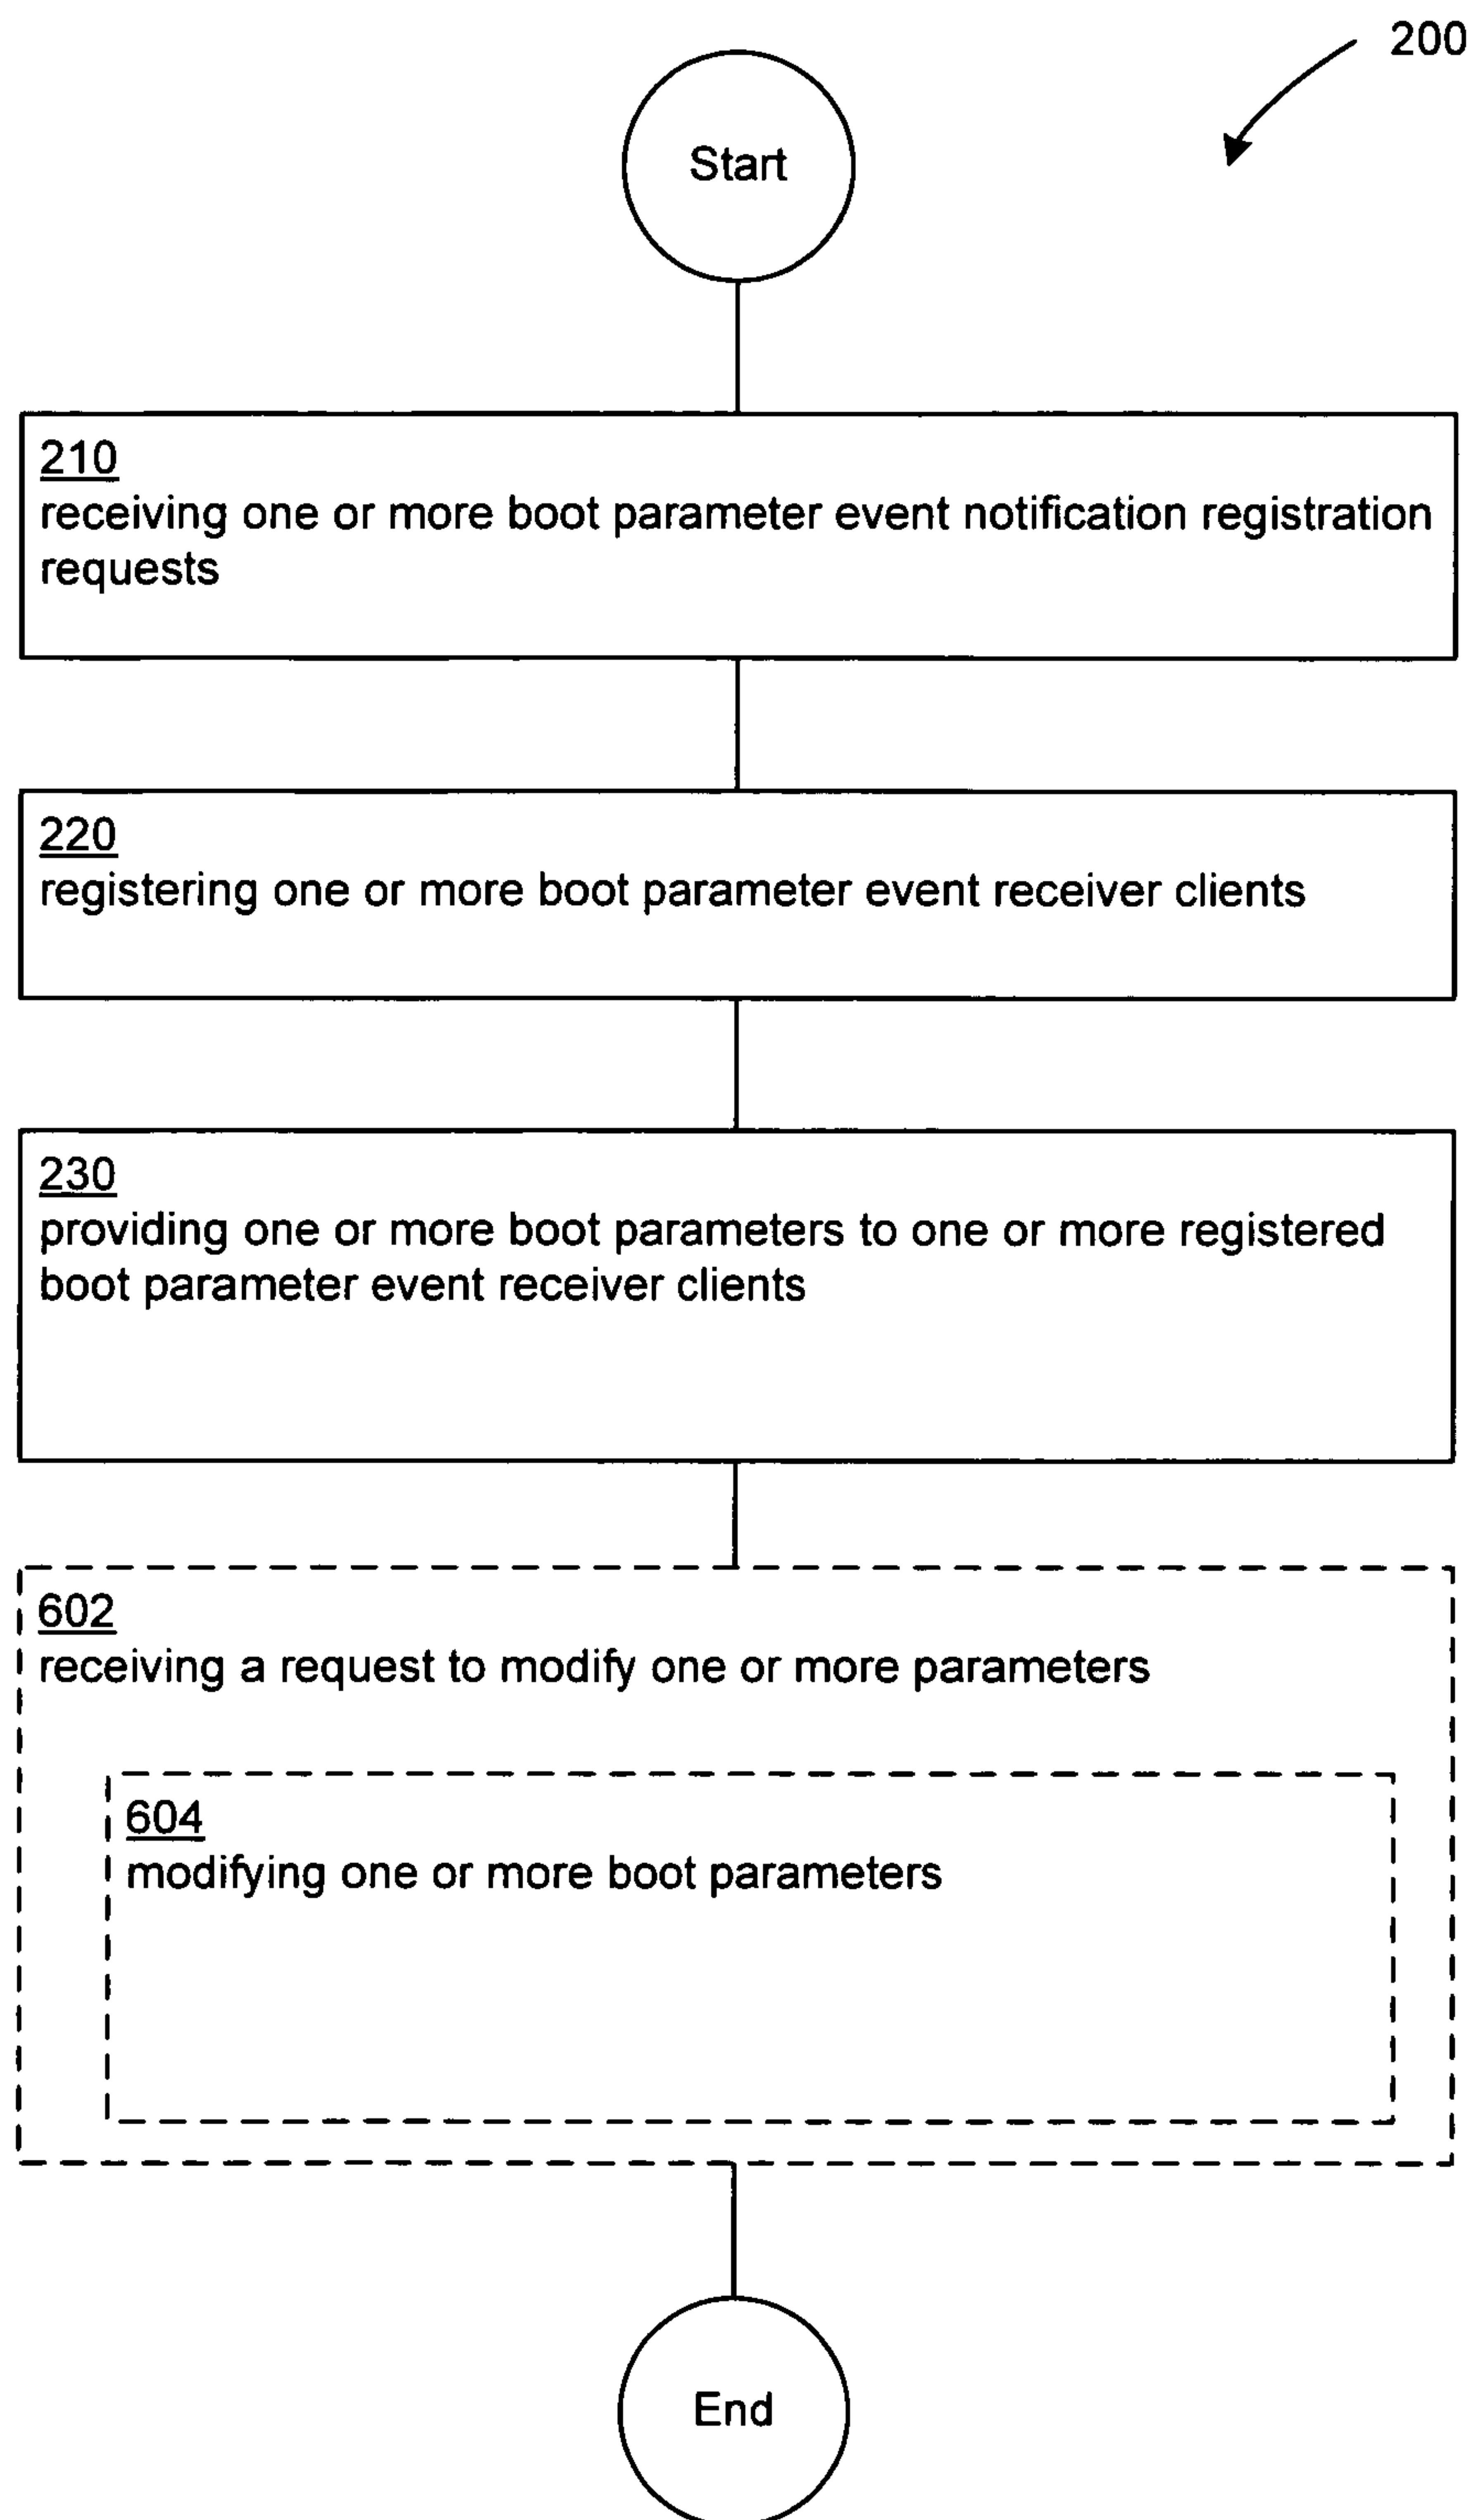 200
Start
210
receiving one or more boot parameter event notification registration
requests
220
registering one or more boot parameter event receiver clients
230
providing one or more boot parameters to one or more registered
boot parameter event receiver clients
602
receiving a request to modify one or more parameters
604
modifying one or more boot parameters
End